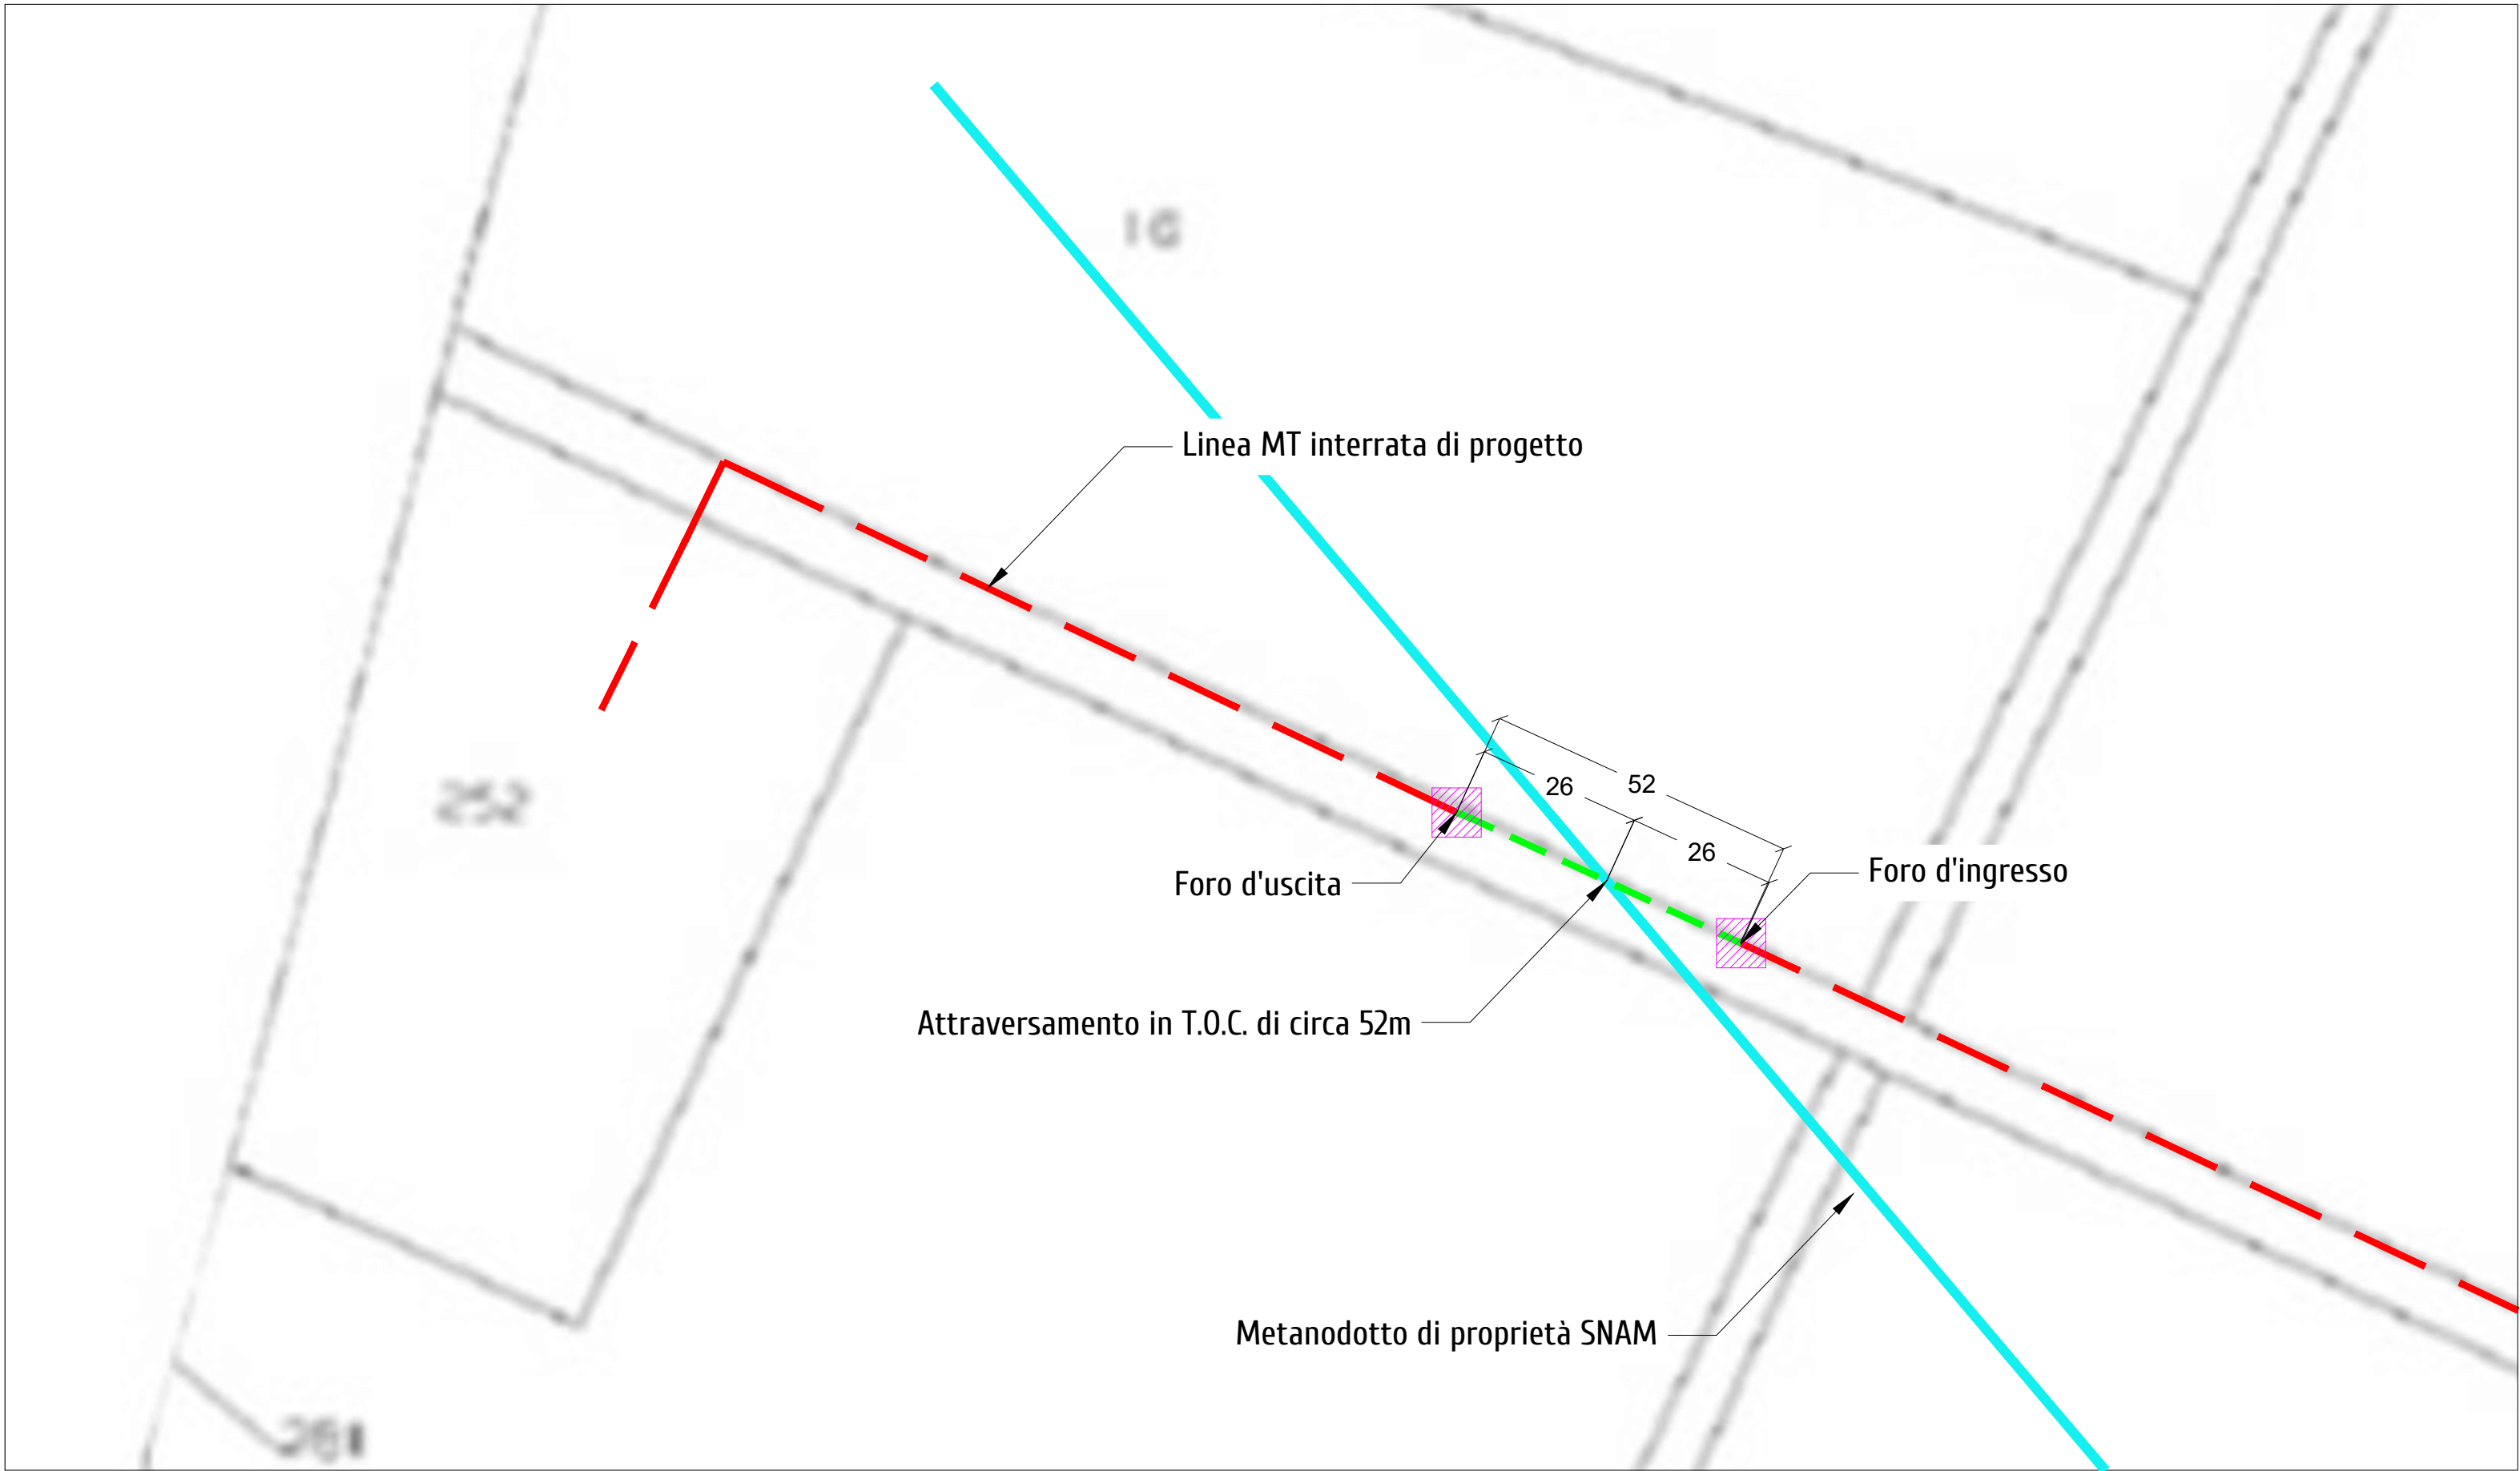 16
Linea MT interrata di progetto
252
26
52
26
Foro d'uscita
Foro d'ingresso
Attraversamento in T.O.C. di circa 52m
Metanodotto di proprietà SNAM